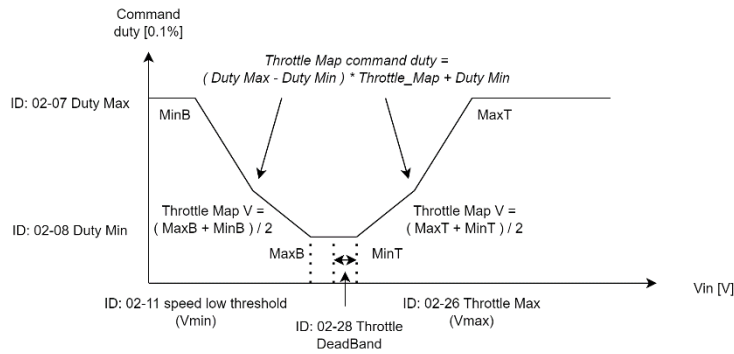 Command
duty [0.1%]
Throttle Map command duty =
( Duty Max - Duty Min ) * Throttle_Map + Duty Min
ID: 02-07 Duty Max
MinB
MaxT
Throttle Map V =
( MaxB + MinB ) / 2
Throttle Map V =
( MaxT + MinT ) / 2
ID: 02-08 Duty Min
MaxB
MinT
Vin [V]
ID: 02-11 speed low threshold
(Vmin)
ID: 02-26 Throttle Max
(Vmax)
ID: 02-28 Throttle
DeadBand